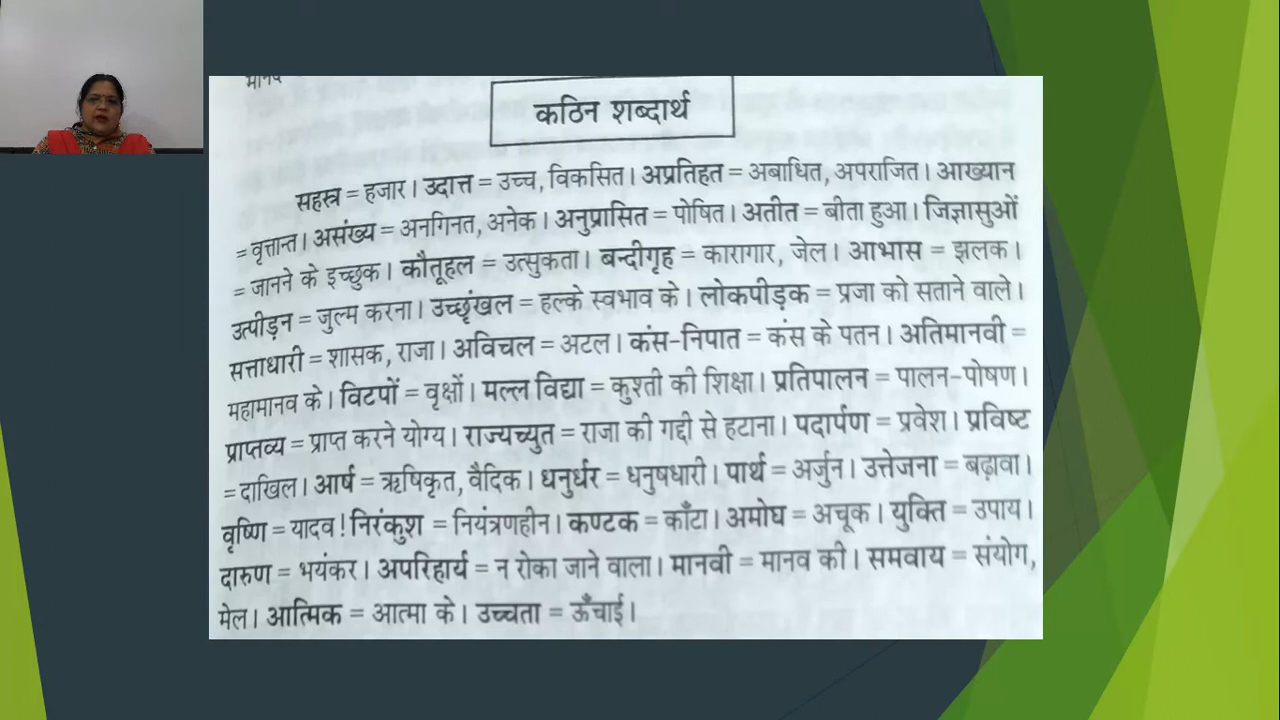 मानव
कठिन शब्दार्थ
सहस्त्र = हजार। उदात्त = उच्च, विकसित। अप्रतिहत = अबाधित, अपराजित। आख्यान
= वृत्तान्त। असंख्य = अनगिनत, अनेक। अनुप्रासित = पोषित। अतीत = बीता हुआ। जिज्ञासुओं
= जानने के इच्छुक। कौतूहल = उत्सुकता। बन्दीगृह = कारागार, जेल। आभास = झलक।
उत्पीड़न = जुल्म करना। उच्छृंखल = हल्के स्वभाव के। लोकपीड़क = प्रजा को सताने वाले।
सत्ताधारी = शासक, राजा। अविचल = अटल। कंस-निपात = कंस के पतन। अतिमानवी =
महामानव के। विटपों = वृक्षों। मल्ल विद्या = कुश्ती की शिक्षा। प्रतिपालन = पालन-पोषण।
प्राप्तव्य = प्राप्त करने योग्य। राज्यच्युत = राजा की गद्दी से हटाना। पदार्पण = प्रवेश। प्रविष्ट
= दाखिल। आर्ष = ऋषिकृत, वैदिक। धनुर्धर = धनुषधारी। पार्थ = अर्जुन। उत्तेजना = बढ़ावा।
वृष्णि = यादव! निरंकुश = नियंत्रणहीन। कण्टक = काँटा। अमोघ = अचूक। युक्ति = उपाय।
दारुण = भयंकर। अपरिहार्य = न रोका जाने वाला। मानवी = मानव की। समवाय = संयोग,
मेल। आत्मिक = आत्मा के। उच्चता = ऊँचाई।